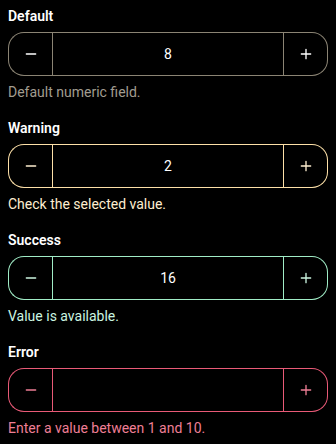 Default
− 8 +
Default numeric field.
Warning
− 2 +
Check the selected value.
Success
− 16 +
Value is available.
Error
− +
Enter a value between 1 and 10.